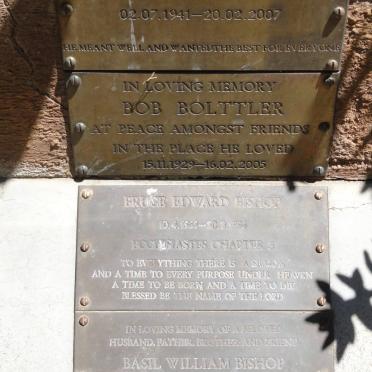 02.07.1941—20.02.2007
HE MEANT WELL AND WANTED THE BEST FOR EVERYONE
IN LOVING MEMORY
BOB BOLTTLER
AT PEACE AMONGST FRIENDS
IN THE PLACE HE LOVED
15.11.1929—16.02.2005
BRUCE EDWARD BISHOP
ECCLESIASTES CHAPTER 3
TO EVERYTHING THERE IS A SEASON
AND A TIME TO EVERY PURPOSE UNDER HEAVEN
A TIME TO BE BORN AND A TIME TO DIE
BLESSED BE THE NAME OF THE LORD
IN LOVING MEMORY OF A
HUSBAND, FATHER, BROTHER AND FRIEND
BASIL WILLIAM BISHOP